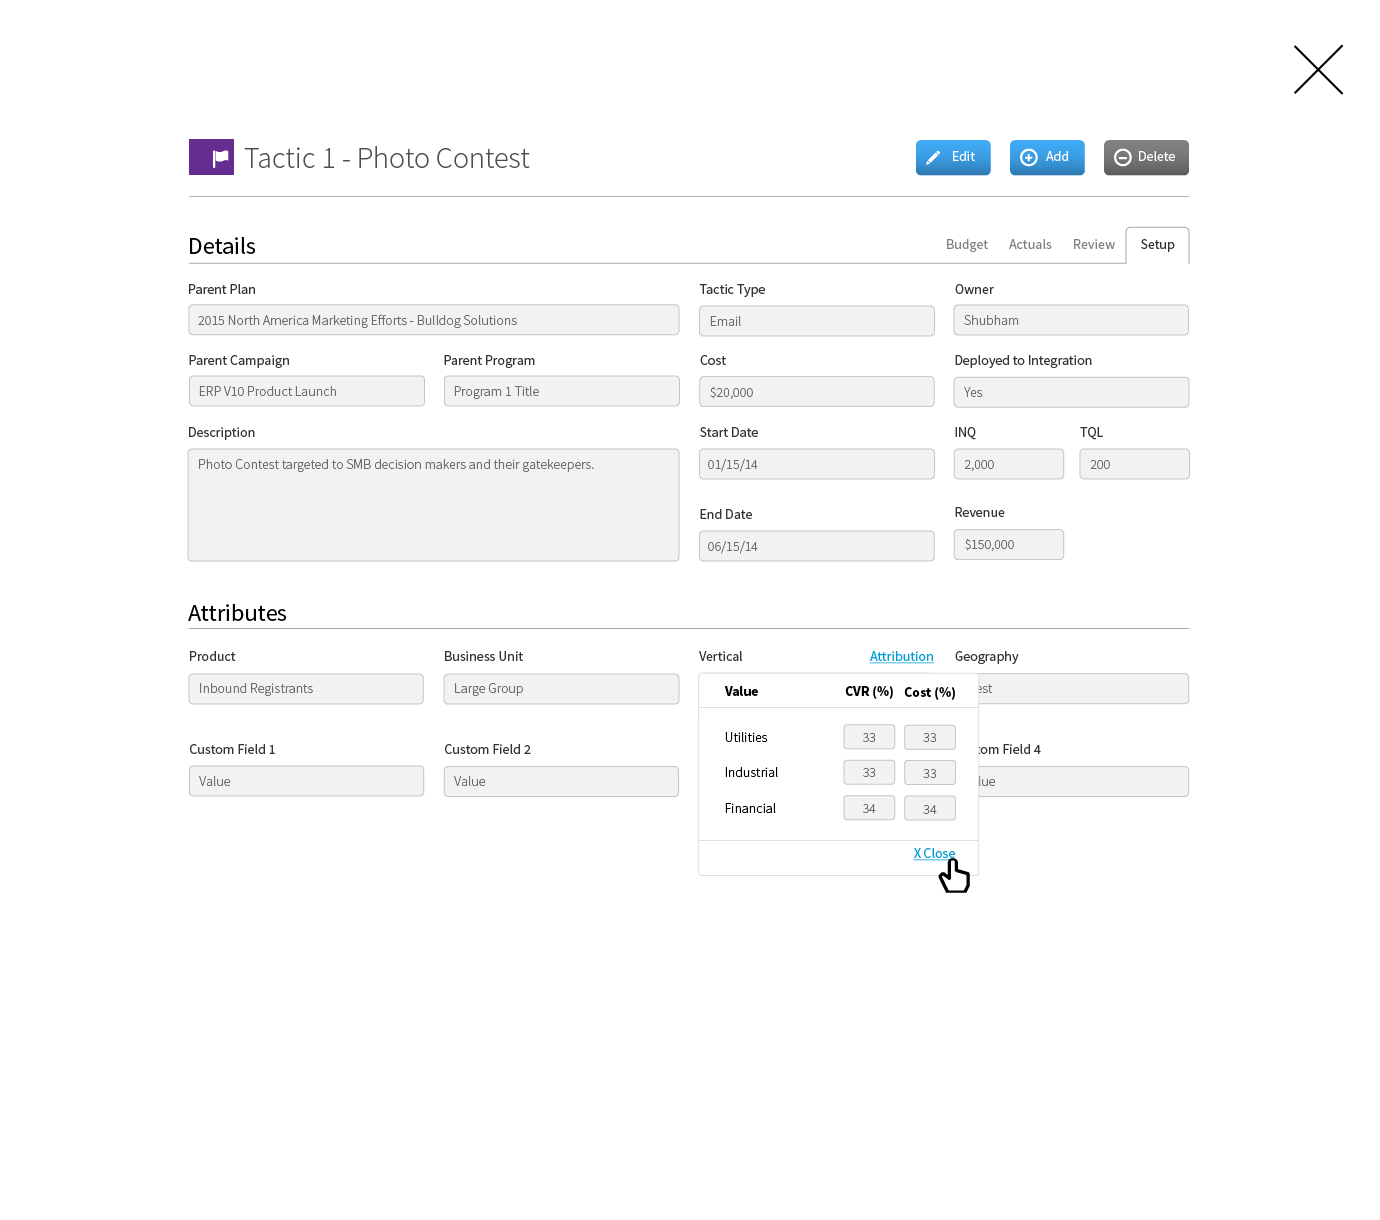 Tactic 1 - Photo Contest
Edit
Add
Delete
Details
Budget
Actuals
Review
Setup
Parent Plan
Tactic Type
Owner
2015 North America Marketing Efforts - Bulldog Solutions
Email
Shubham
Parent Campaign
Parent Program
Cost
Deployed to Integration
ERP V10 Product Launch
Program 1 Title
$20,000
Yes
Description
Start Date
INQ
TQL
Photo Contest targeted to SMB decision makers and their gatekeepers.
01/15/14
2,000
200
End Date
Revenue
06/15/14
$150,000
Attributes
Product
Business Unit
Vertical
Attribution
Geography
Inbound Registrants
Large Group
est
Value
CVR (%)
Cost (%)
Utilities
33
33
Industrial
33
33
Financial
34
34
X Close
Custom Field 1
Custom Field 2
tom Field 4
Value
Value
lue